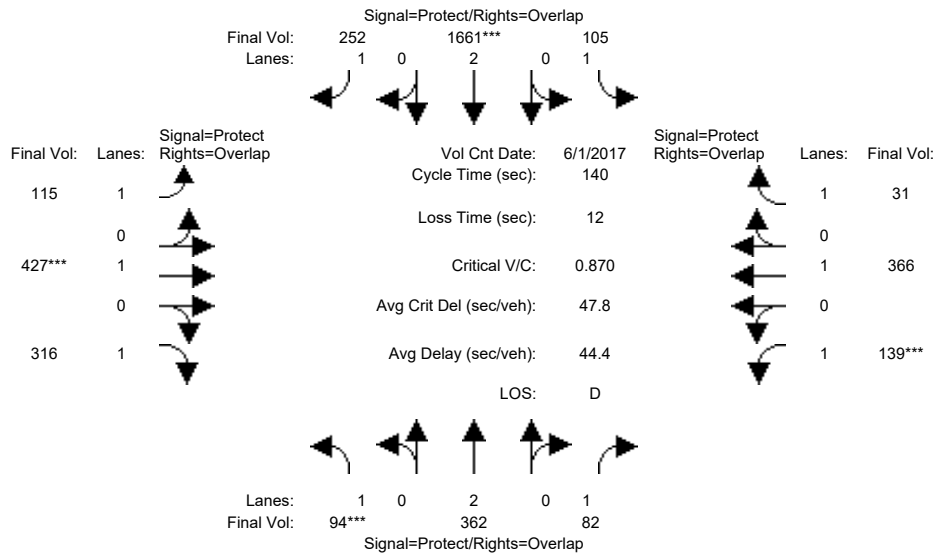 Signal=Protect/Rights=Overlap
Final Vol: 252 1661*** 105
Lanes: 1 0 2 0 1
Signal=Protect Signal=Protect
Final Vol: Lanes: Rights=Overlap Vol Cnt Date: 6/1/2017 Rights=Overlap Lanes: Final Vol:
Cycle Time (sec): 140
115 1 1 31
Loss Time (sec): 12
0 0
427*** 1 Critical V/C: 0.870 1 366
0 Avg Crit Del (sec/veh): 47.8 0
316 1 Avg Delay (sec/veh): 44.4 1 139***
LOS: D
Lanes: 1 0 2 0 1
Final Vol: 94*** 362 82
Signal=Protect/Rights=Overlap